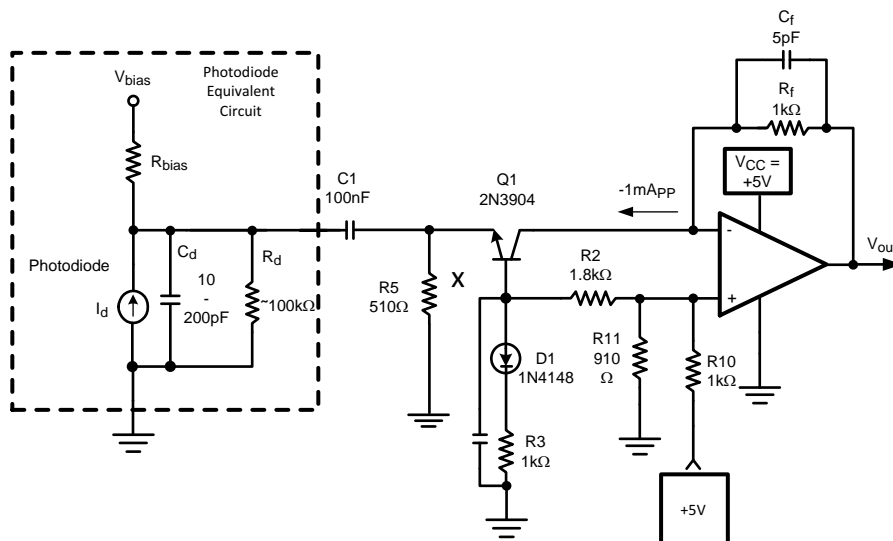 Photodiode
Equivalent
Circuit
Vbias
Rbias
Photodiode
Id
Cd
10
-
200pF
Rd
~100kΩ
C1
100nF
R5
510Ω
X
Q1
2N3904
-1mAPP
R2
1.8kΩ
D1
1N4148
R3
1kΩ
R11
910
Ω
R10
1kΩ
+5V
Cf
5pF
Rf
1kΩ
VCC =
+5V
-
+
Vou